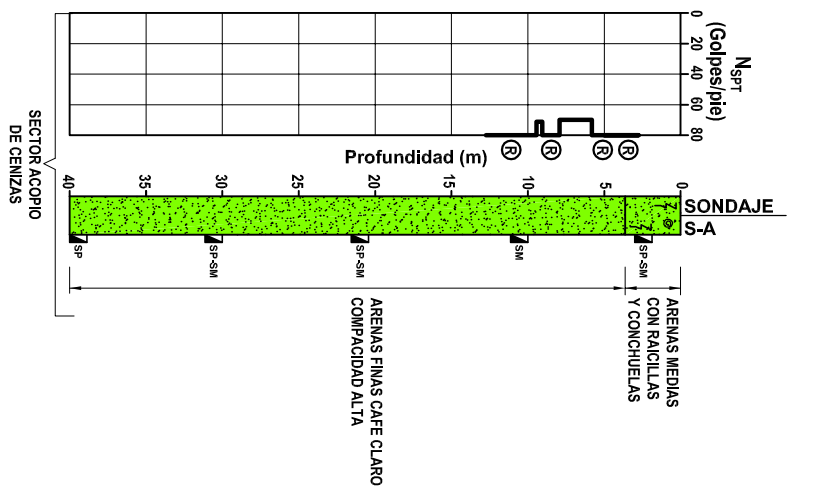 SONDAJE
S-A
N SPT
(Golpes/pie)
0
20
40
60
80
R
R
R
R
Profundidad (m)
0
5
10
15
20
25
30
35
40
SP-SM
SM
SP-SM
SP-SM
SP
ARENAS MEDIAS
CON RAICILLAS
Y CONCHUELAS
ARENAS FINAS CAFE CLARO
COMPACIDAD ALTA
SECTOR ACOPIO
DE CENIZAS